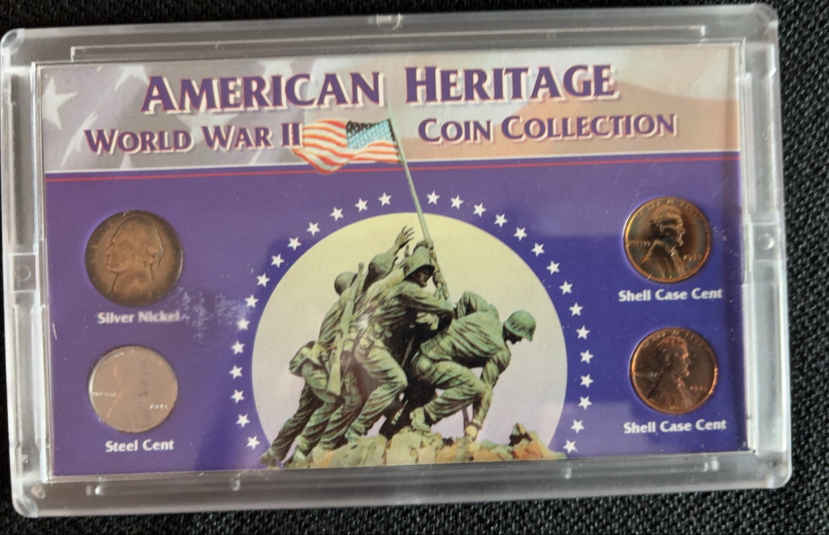 AMERICAN HERITAGE
WORLD WAR II COIN COLLECTION
Silver Nickel
Shell Case Cent
Steel Cent
Shell Case Cent